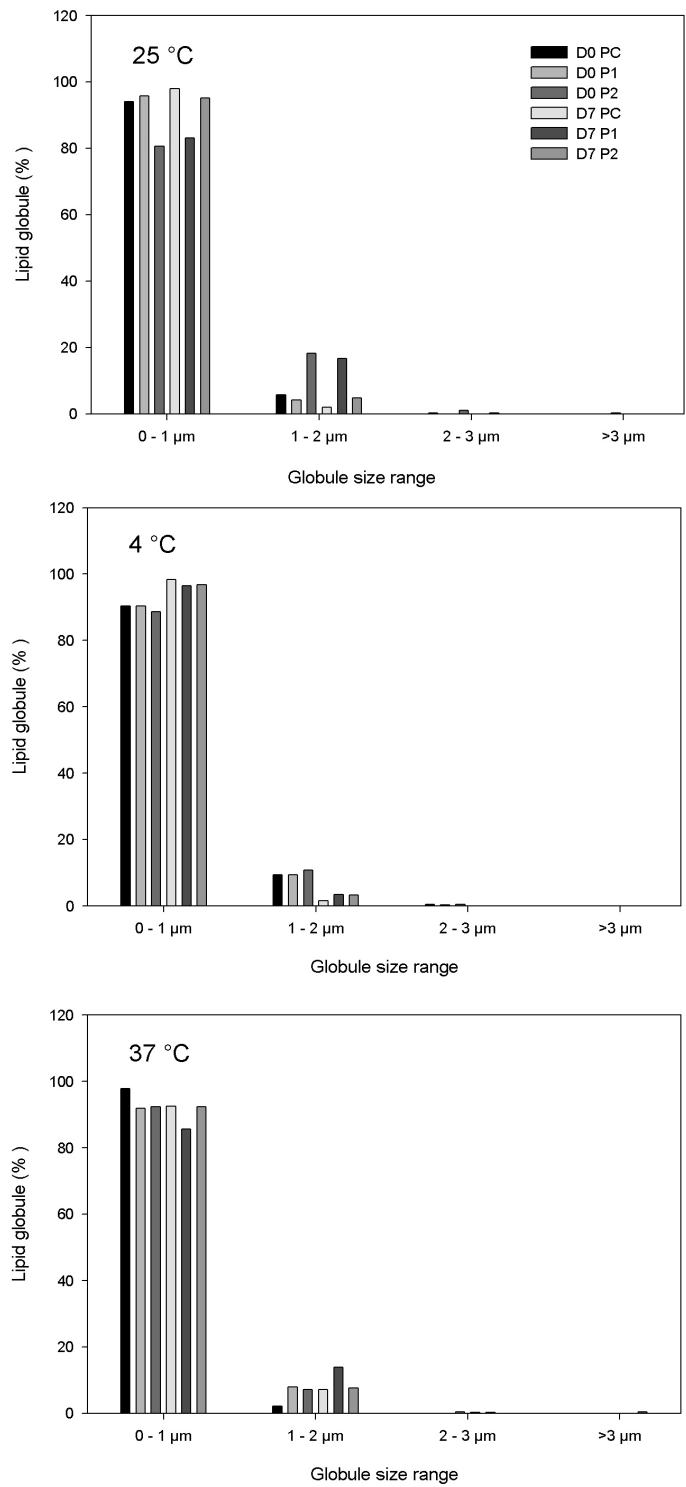 120
25 °C
D0 PC
D0 P1
100
D0 P2
D7 PC
D7 P1
80
D7 P2
Lipid globule (% )
60
40
20
0
0 - 1 µm 1 - 2 µm 2 - 3 µm >3 µm
Globule size range
120
4 °C
100
80
Lipid globule (% )
60
40
20
0
0 - 1 µm 1 - 2 µm 2 - 3 µm >3 µm
Globule size range
120
37 °C
100
80
Lipid globule (% )
60
40
20
0
0 - 1 µm 1 - 2 µm 2 - 3 µm >3 µm
Globule size range